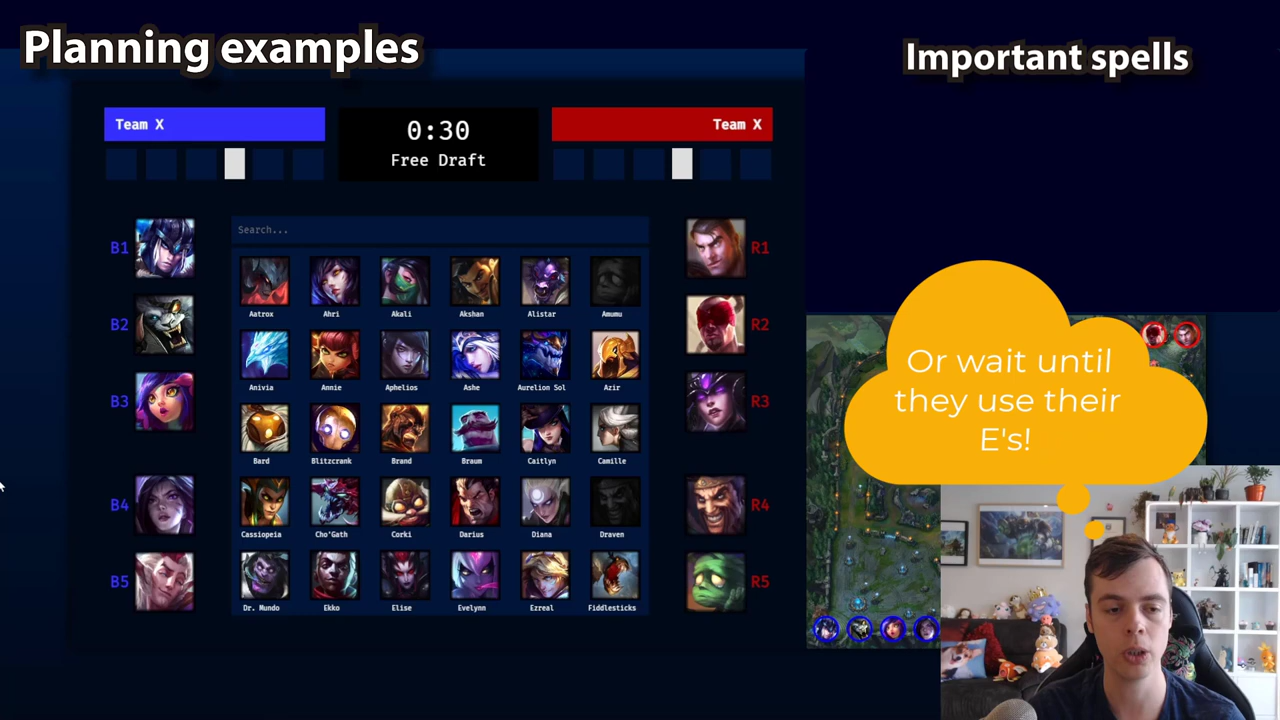 Planning examples
Important spells
Team X
0:30
Free Draft
Team X
Search...
B1
B2
B3
B4
B5
Aatrox
Ahri
Akali
Akshan
Alistar
Amumu
Anivia
Annie
Aphelios
Ashe
Aurelion Sol
Azir
Bard
Blitzcrank
Brand
Braum
Caitlyn
Camille
Cassiopeia
Cho'Gath
Corki
Darius
Diana
Draven
Dr. Mundo
Ekko
Elise
Evelynn
Ezreal
Fiddlesticks
R1
R2
R3
R4
R5
Or wait until
they use their
E's!